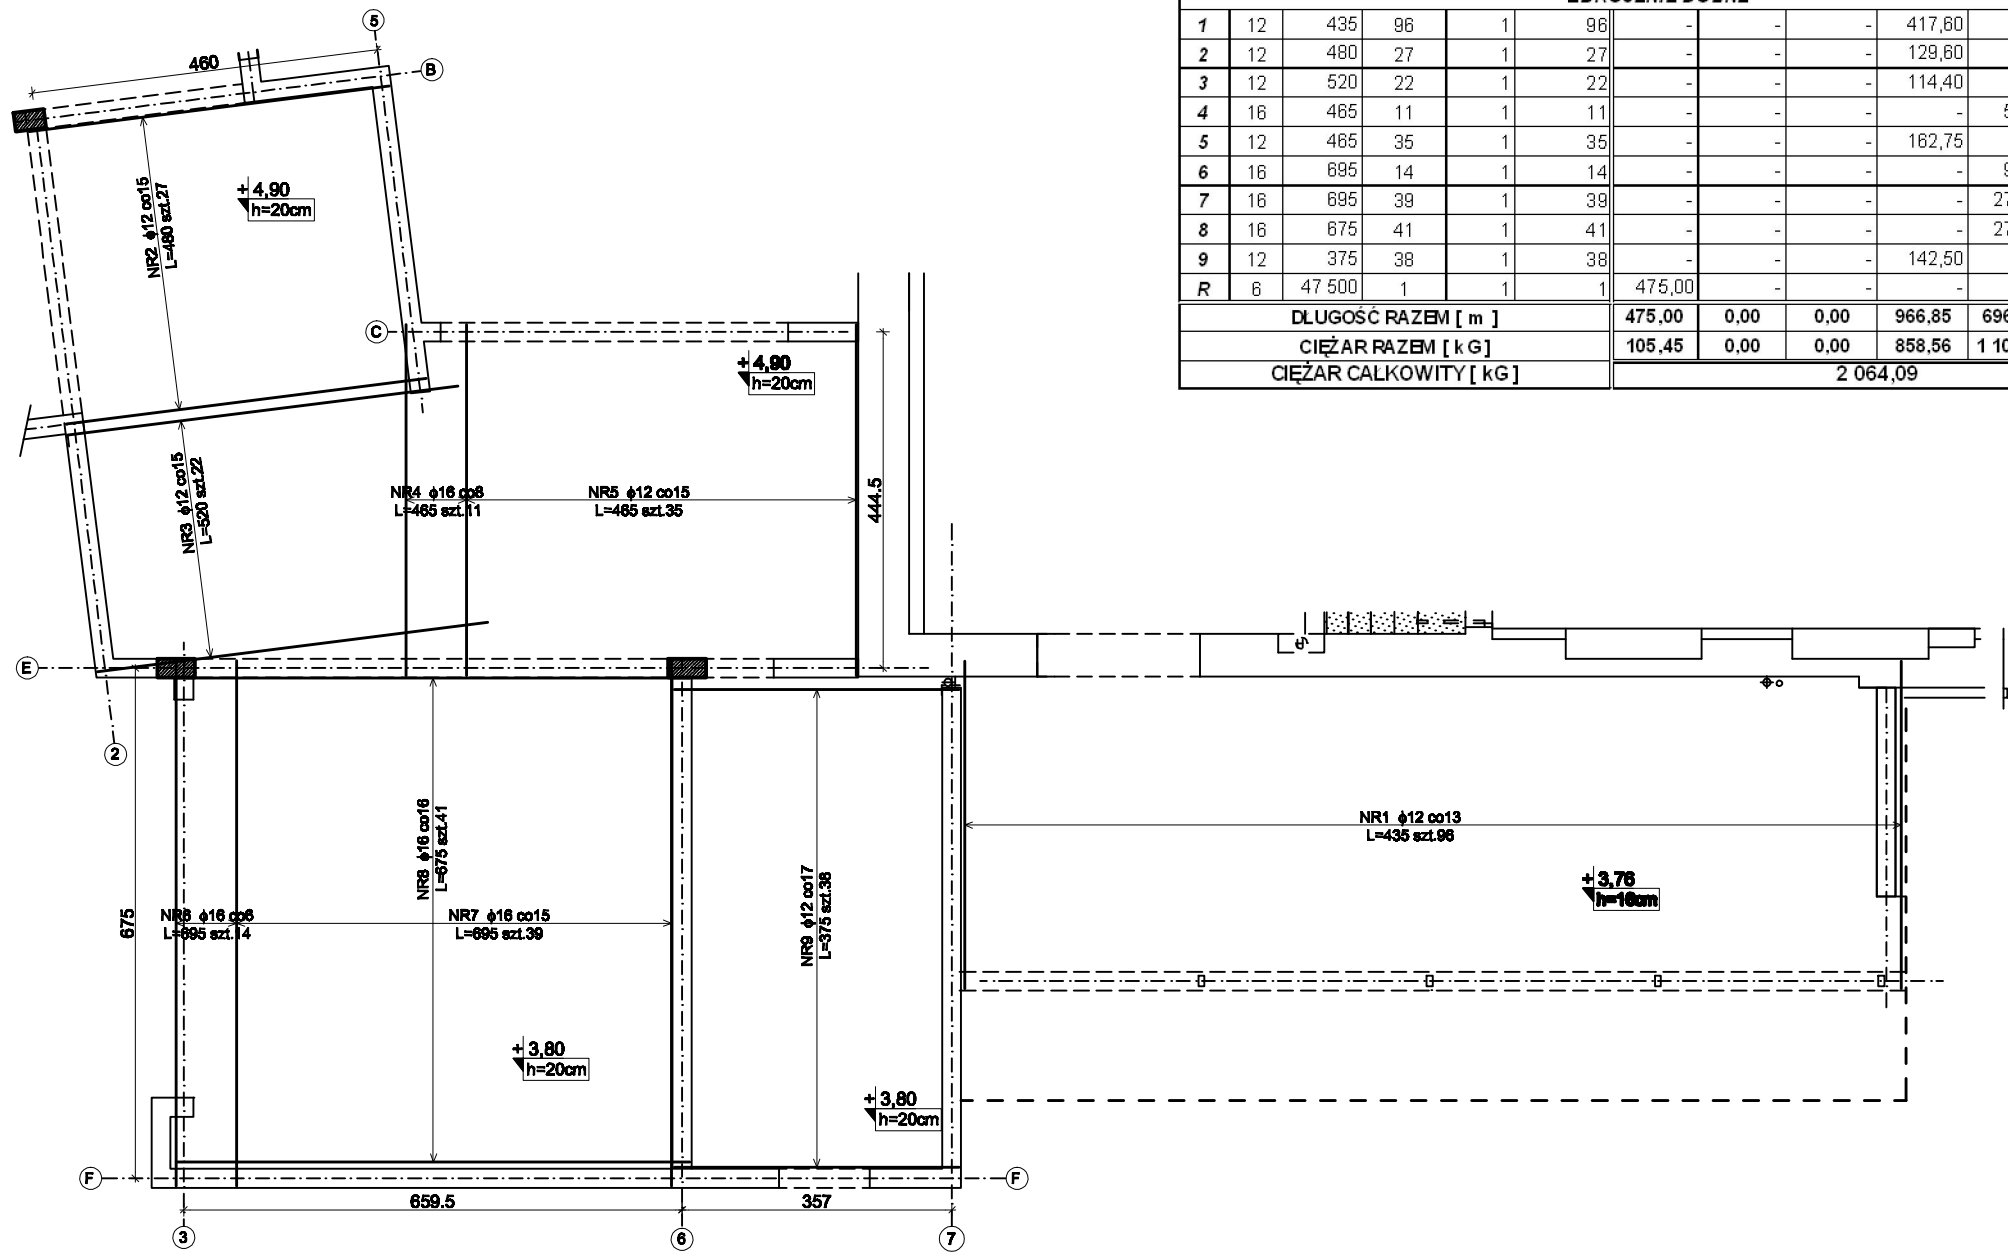 1 12 435 96 1 96 - - - 417,60
2 12 480 27 1 27 - - - 129,60
3 12 520 22 1 22 - - - 114,40
4 16 465 11 1 11 - - - -
5 12 465 35 1 35 - - - 162,75
6 16 695 14 1 14 - - - -
7 16 695 39 1 39 - - - - 27
8 16 675 41 1 41 - - - - 27
9 12 375 38 1 38 - - - 142,50
R 6 47 500 1 1 1 475,00 - - -
DŁUGOŚĆ RAZEM [ m ] 475,00 0,00 0,00 966,85 696
CIĘŻAR RAZEM [ kG ] 105,45 0,00 0,00 858,56 1 10
CIĘŻAR CAŁKOWITY [ kG ] 2 064,09
5
460
B
+ 4,90
h=20cm
NR2 ϕ12 co15
L=480 szt.27
C
+ 4,90
h=20cm
NR3 ϕ12 co15
L=520 szt.22
NR4 ϕ16 co8
L=465 szt.11
NR5 ϕ12 co15
L=465 szt.35
444.5
E
2
NR1 ϕ12 co13
L=435 szt.96
+ 3,76
h=16cm
675
NR6 ϕ16 co6
L=695 szt.14
NR8 ϕ16 co16
L=675 szt.41
NR7 ϕ16 co15
L=695 szt.39
NR9 ϕ12 co17
L=375 szt.38
+ 3,80
h=20cm
+ 3,80
h=20cm
F
F
659.5
357
3
6
7